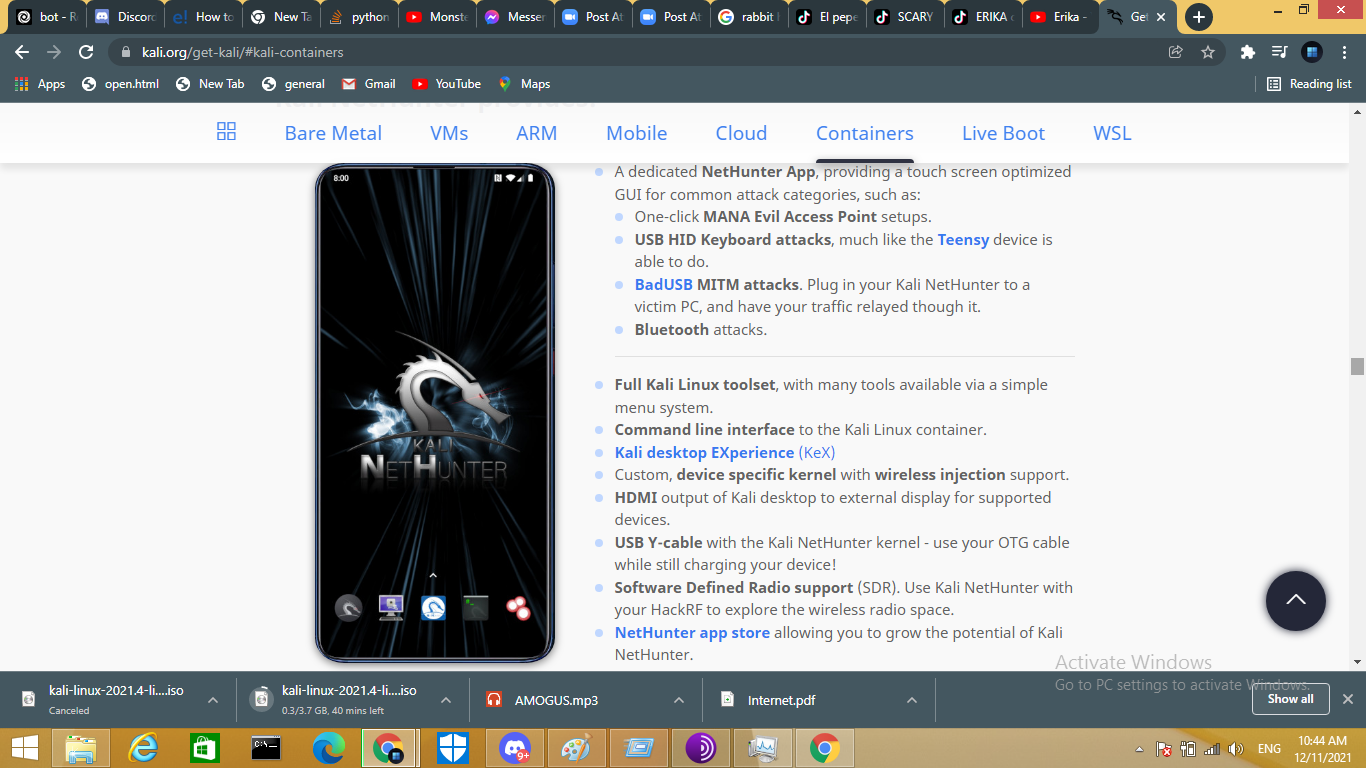 bot - R
Discord
How to
New Ta
python
Monste
Messen
Post At
Post At
rabbit h
El pepe
SCARY
ERIKA
Erika -
Get
kali.org/get-kali/#kali-containers
Apps
open.html
New Tab
general
Gmail
YouTube
Maps
Reading list
Kali NetHunter provides:
Bare Metal
VMs
ARM
Mobile
Cloud
Containers
Live Boot
WSL
8:00
KALI
NETHUNTER
A dedicated NetHunter App, providing a touch screen optimized
GUI for common attack categories, such as:
One-click MANA Evil Access Point setups.
USB HID Keyboard attacks, much like the Teensy device is
able to do.
BadUSB MITM attacks. Plug in your Kali NetHunter to a
victim PC, and have your traffic relayed though it.
Bluetooth attacks.
Full Kali Linux toolset, with many tools available via a simple
menu system.
Command line interface to the Kali Linux container.
Kali desktop EXperience (KeX)
Custom, device specific kernel with wireless injection support.
HDMI output of Kali desktop to external display for supported
devices.
USB Y-cable with the Kali NetHunter kernel - use your OTG cable
while still charging your device!
Software Defined Radio support (SDR). Use Kali NetHunter with
your HackRF to explore the wireless radio space.
NetHunter app store allowing you to grow the potential of Kali
NetHunter.
Activate Windows
Go to PC settings to activate Windows.
kali-linux-2021.4-li....iso
Canceled
kali-linux-2021.4-li....iso
0.3/3.7 GB, 40 mins left
AMOGUS.mp3
Internet.pdf
Show all
C:\_
9+
ENG
10:44 AM
12/11/2021